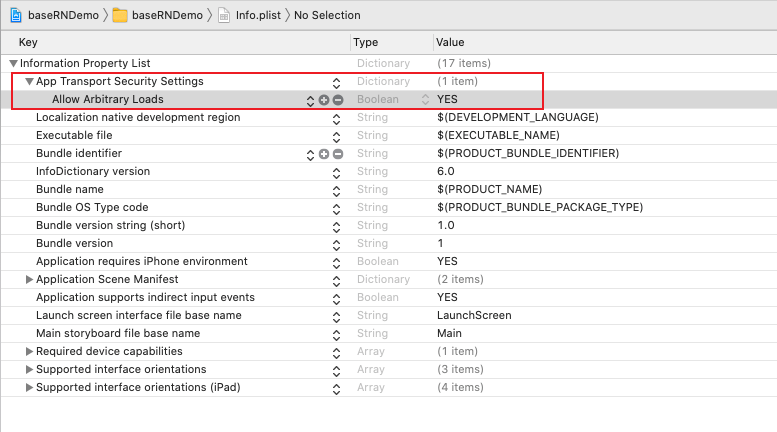 baseRNDemo baseRNDemo Info.plist No Selection
Key Type Value
Information Property List Dictionary (17 items)
App Transport Security Settings Dictionary (1 item)
Allow Arbitrary Loads Boolean YES
Localization native development region String $(DEVELOPMENT_LANGUAGE)
Executable file String $(EXECUTABLE_NAME)
Bundle identifier String $(PRODUCT_BUNDLE_IDENTIFIER)
InfoDictionary version String 6.0
Bundle name String $(PRODUCT_NAME)
Bundle OS Type code String $(PRODUCT_BUNDLE_PACKAGE_TYPE)
Bundle version string (short) String 1.0
Bundle version String 1
Application requires iPhone environment Boolean YES
Application Scene Manifest Dictionary (2 items)
Application supports indirect input events Boolean YES
Launch screen interface file base name String LaunchScreen
Main storyboard file base name String Main
Required device capabilities Array (1 item)
Supported interface orientations Array (3 items)
Supported interface orientations (iPad) Array (4 items)